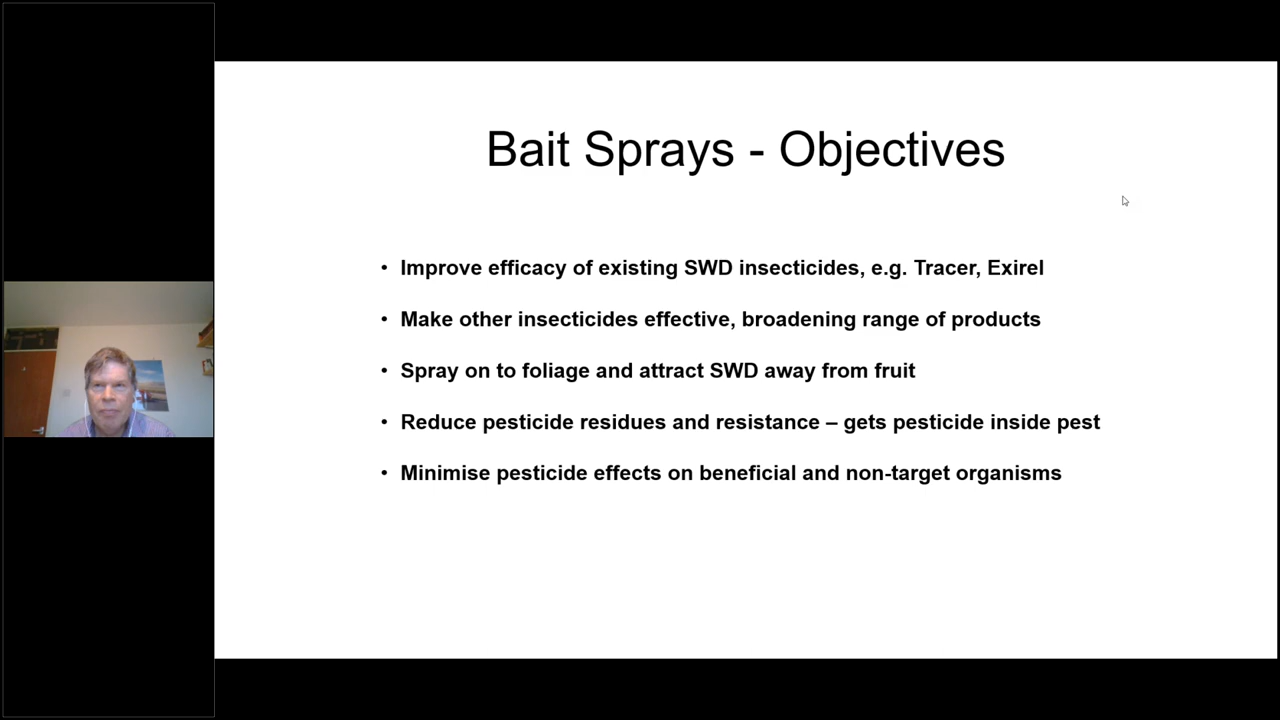 Bait Sprays - Objectives
• Improve efficacy of existing SWD insecticides, e.g. Tracer, Exirel
• Make other insecticides effective, broadening range of products
• Spray on to foliage and attract SWD away from fruit
• Reduce pesticide residues and resistance – gets pesticide inside pest
• Minimise pesticide effects on beneficial and non-target organisms